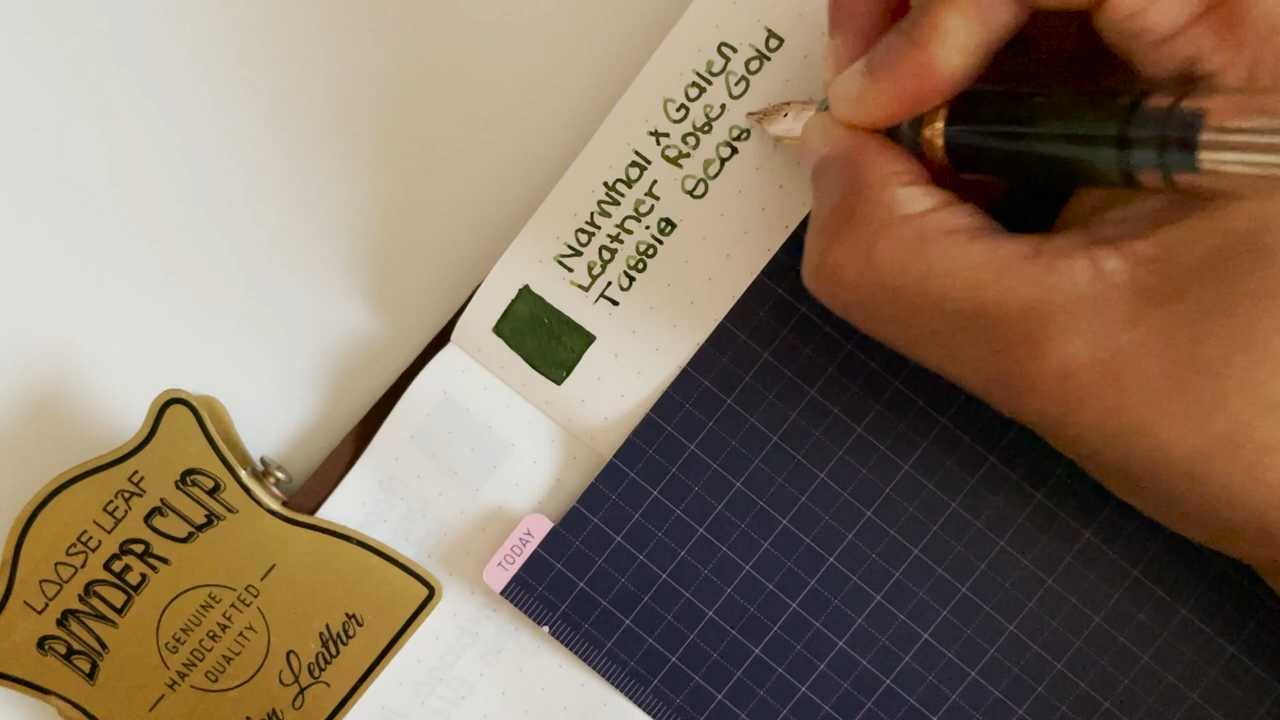 Narwhal x Galen
Leather Rose Gold
Tassie Seas
TODAY
LOOSE LEAF
BINDER CLIP
GENUINE
HANDCRAFTED
QUALITY
Leather